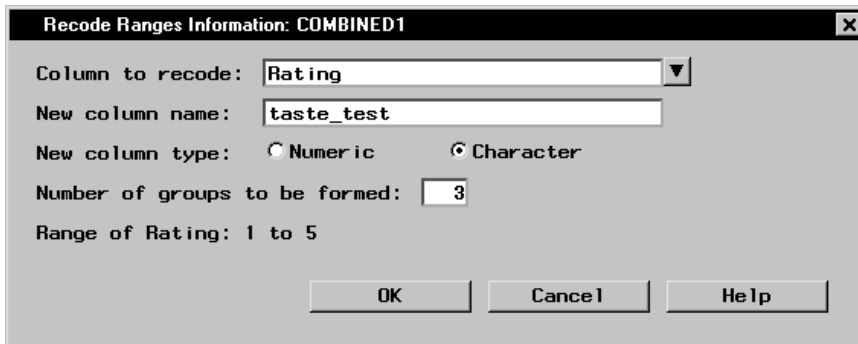 Recode Ranges Information: COMBINED1
Column to recode: Rating
New column name: taste_test
New column type: Numeric Character
Number of groups to be formed: 3
Range of Rating: 1 to 5
OK Cancel Help